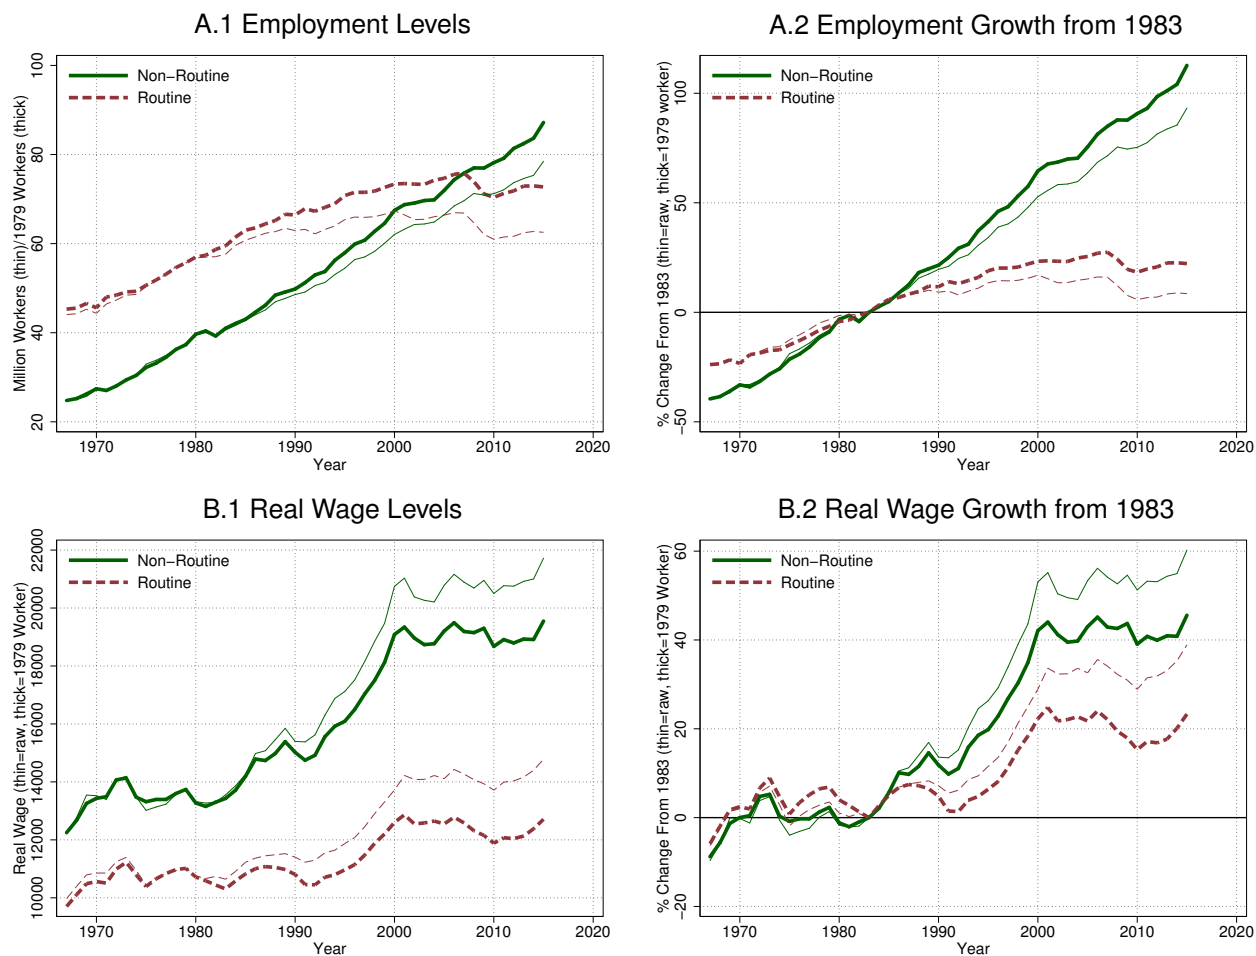 A.1 Employment Levels
Million Workers (thin)/1979 Workers (thick)
100
80
60
40
20
Non−Routine
Routine
1970 1980 1990 2000 2010 2020
Year
A.2 Employment Growth from 1983
% Change From 1983 (thin=raw, thick=1979 worker)
100
50
0
−50
Non−Routine
Routine
1970 1980 1990 2000 2010 2020
Year
B.1 Real Wage Levels
Real Wage (thin=raw, thick=1979 Worker)
22000
20000
18000
16000
14000
12000
10000
Non−Routine
Routine
1970 1980 1990 2000 2010 2020
Year
B.2 Real Wage Growth from 1983
% Change From 1983 (thin=raw, thick=1979 Worker)
60
40
20
0
−20
Non−Routine
Routine
1970 1980 1990 2000 2010 2020
Year